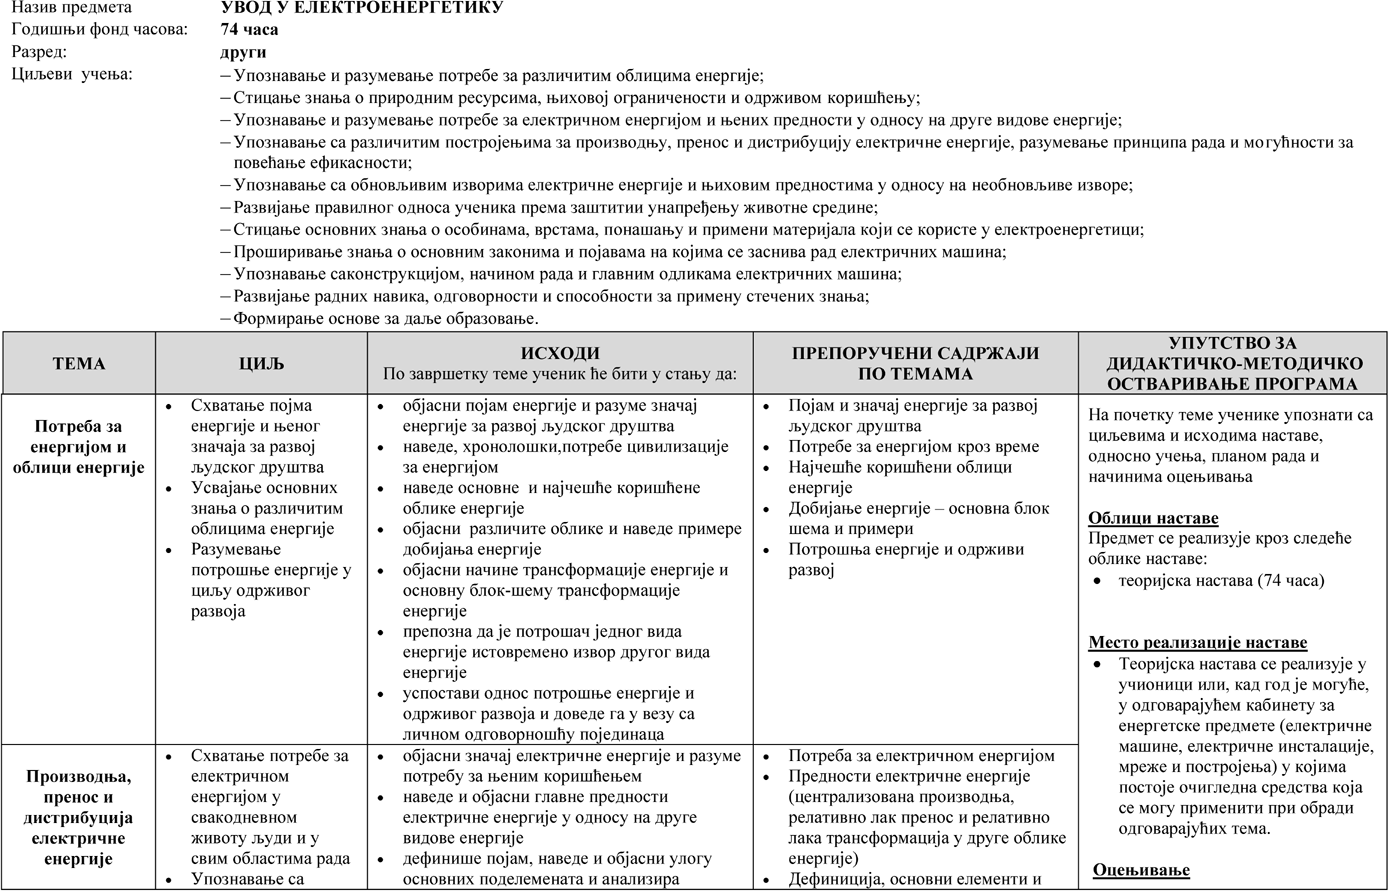 Назив предмета УВОД У ЕЛЕКТРОЕНЕРГЕТИКУ
Годишњи фонд часова: 74 часа
Разред: други
Циљеви учења: –Упознавање и разумевање потребе за различитим облицима енергије;
–Стицање знања о природним ресурсима, њиховој ограничености и одрживом коришћењу;
–Упознавање и разумевање потребе за електричном енергијом и њених предности у односу на друге видове енергије;
–Упознавање са различитим постројењима за производњу, пренос и дистрибуцију електричне енергије, разумевање принципа рада и могућности за
повећање ефикасности;
–Упознавање са обновљивим изворима електричне енергије и њиховим предностима у односу на необновљиве изворе;
–Развијање правилног односа ученика према заштитии унапређењу животне средине;
–Стицање основних знања о особинама, врстама, понашању и примени материјала који се користе у електроенергетици;
–Проширивање знања о основним законима и појавама на којима се заснива рад електричних машина;
–Упознавање саконструкцијом, начином рада и главним одликама електричних машина;
–Развијање радних навика, одговорности и способности за примену стечених знања;
–Формирање основе за даље образовање.
ТЕМА
ЦИЉ
ИСХОДИ
По завршетку теме ученик ће бити у стању да:
ПРЕПОРУЧЕНИ САДРЖАЈИ
ПО ТЕМАМА
УПУТСТВО ЗА
ДИДАКТИЧКО-МЕТОДИЧКО
ОСТВАРИВАЊЕ ПРОГРАМА
Потреба за
енергијом и
облици енергије
• Схватање појма
енергије и њеног
значаја за развој
људског друштва
• Усвајање основних
знања о различитим
облицима енергије
• Разумевање
потрошње енергије у
циљу одрживог
развоја
• објасни појам енергије и разуме значај
енергије за развој људског друштва
• наведе, хронолошки,потребе цивилизације
за енергијом
• наведе основне и најчешће коришћене
облике енергије
• објасни различите облике и наведе примере
добијања енергије
• објасни начине трансформације енергије и
основну блок-шему трансформације
енергије
• препозна да је потрошач једног вида
енергије истовремено извор другог вида
енергије
• успостави однос потрошње енергије и
одрживог развоја и доведе га у везу са
личном одговорношћу појединаца
• Појам и значај енергије за развој
људског друштва
• Потребе за енергијом кроз време
• Најчешће коришћени облици
енергије
• Добијање енергије – основна блок
шема и примери
• Потрошња енергије и одрживи
развој
На почетку теме ученике упознати са
циљевима и исходима наставе,
односно учења, планом рада и
начинима оцењивања
Облици наставе
Предмет се реализује кроз следеће
облике наставе:
• теоријска настава (74 часа)
Место реализације наставе
• Теоријска настава се реализује у
учионици или, кад год је могуће,
у одговарајућем кабинету за
енергетске предмете (електричне
машине, електричне инсталације,
мреже и постројења) у којима
постоје очигледна средства која
се могу применити при обради
одговарајућих тема.
Оцењивање
Производња,
пренос и
дистрибуција
електричне
енергије
• Схватање потребе за
електричном
енергијом у
свакодневном
животу људи и у
свим областима рада
• Упознавање са
• објасни значај електричне енергије и разуме
потребу за њеним коришћењем
• наведе и објасни главне предности
електричне енергије у односу на друге
видове енергије
• дефинише појам, наведе и објасни улогу
основних поделемената и анализира
• Потреба за електричном енергијом
• Предности електричне енергије
(централизована производња,
релативно лак пренос и релативно
лака трансформација у друге облике
енергије)
• Дефиниција, основни елементи и